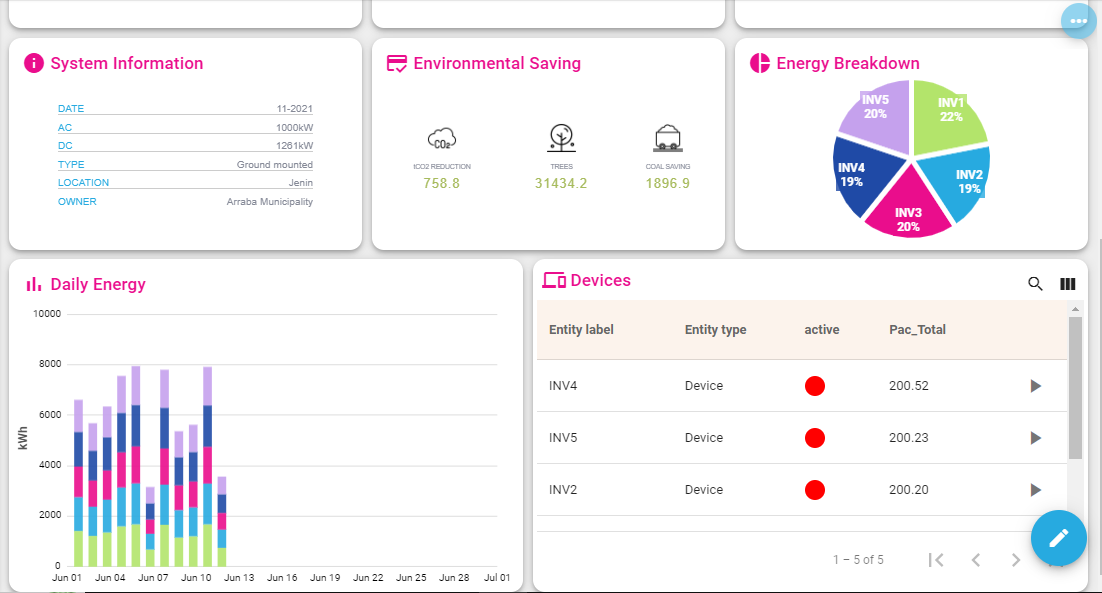 System Information
DATE 11-2021
AC 1000kW
DC 1261kW
TYPE Ground mounted
LOCATION Jenin
OWNER Arraba Municipality
Environmental Saving
CO2
tCO2 REDUCTION
758.8
TREES
31434.2
COAL SAVING
1896.9
Energy Breakdown
INV5
20%
INV1
22%
INV4
19%
INV2
19%
INV3
20%
Daily Energy
10000
8000
6000
4000
2000
0
kWh
Jun 01 Jun 04 Jun 07 Jun 10 Jun 13 Jun 16 Jun 19 Jun 22 Jun 25 Jun 28 Jul 01
Devices
Entity label Entity type active Pac_Total
INV4 Device 200.52
INV5 Device 200.23
INV2 Device 200.20
1 – 5 of 5